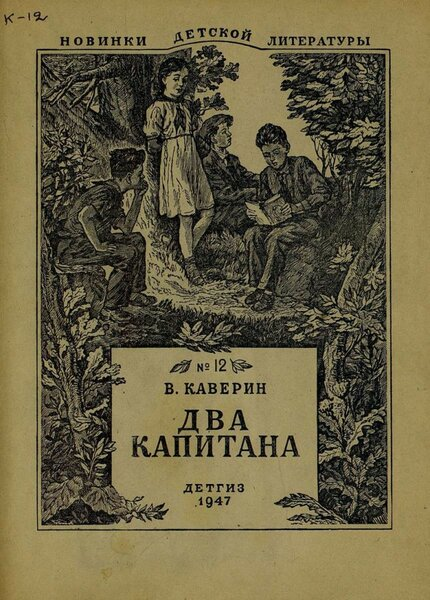 К-12
НОВИНКИ ДЕТСКОЙ ЛИТЕРАТУРЫ
№ 12
В. КАВЕРИН
ДВА
КАПИТАНА
ДЕТГИЗ
1947